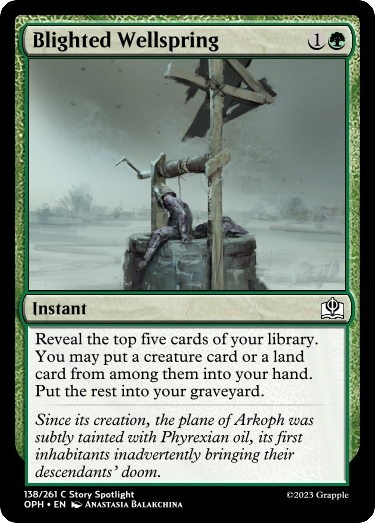 Blighted Wellspring 1
Instant
Reveal the top five cards of your library.
You may put a creature card or a land
card from among them into your hand.
Put the rest into your graveyard.
Since its creation, the plane of Arkoph was
subtly tainted with Phyrexian oil, its first
inhabitants inadvertently bringing their
descendants' doom.
138/261 C Story Spotlight
OPH • EN Anastasia Balakchina
©2023 Grapple